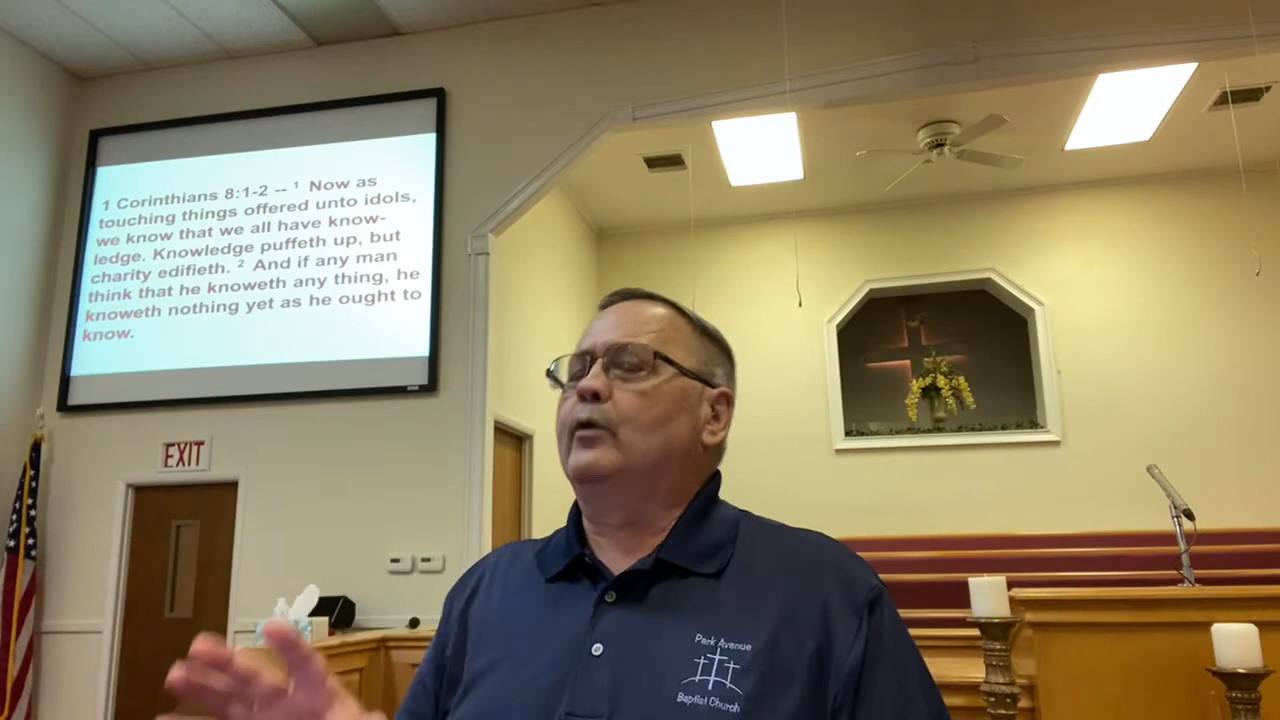 1 Corinthians 8:1-2 -- ¹ Now as
touching things offered unto idols,
we know that we all have know-
ledge. Knowledge puffeth up, but
charity edifieth. ² And if any man
think that he knoweth any thing, he
knoweth nothing yet as he ought to
know.
EXIT
Park Avenue
Baptist Church